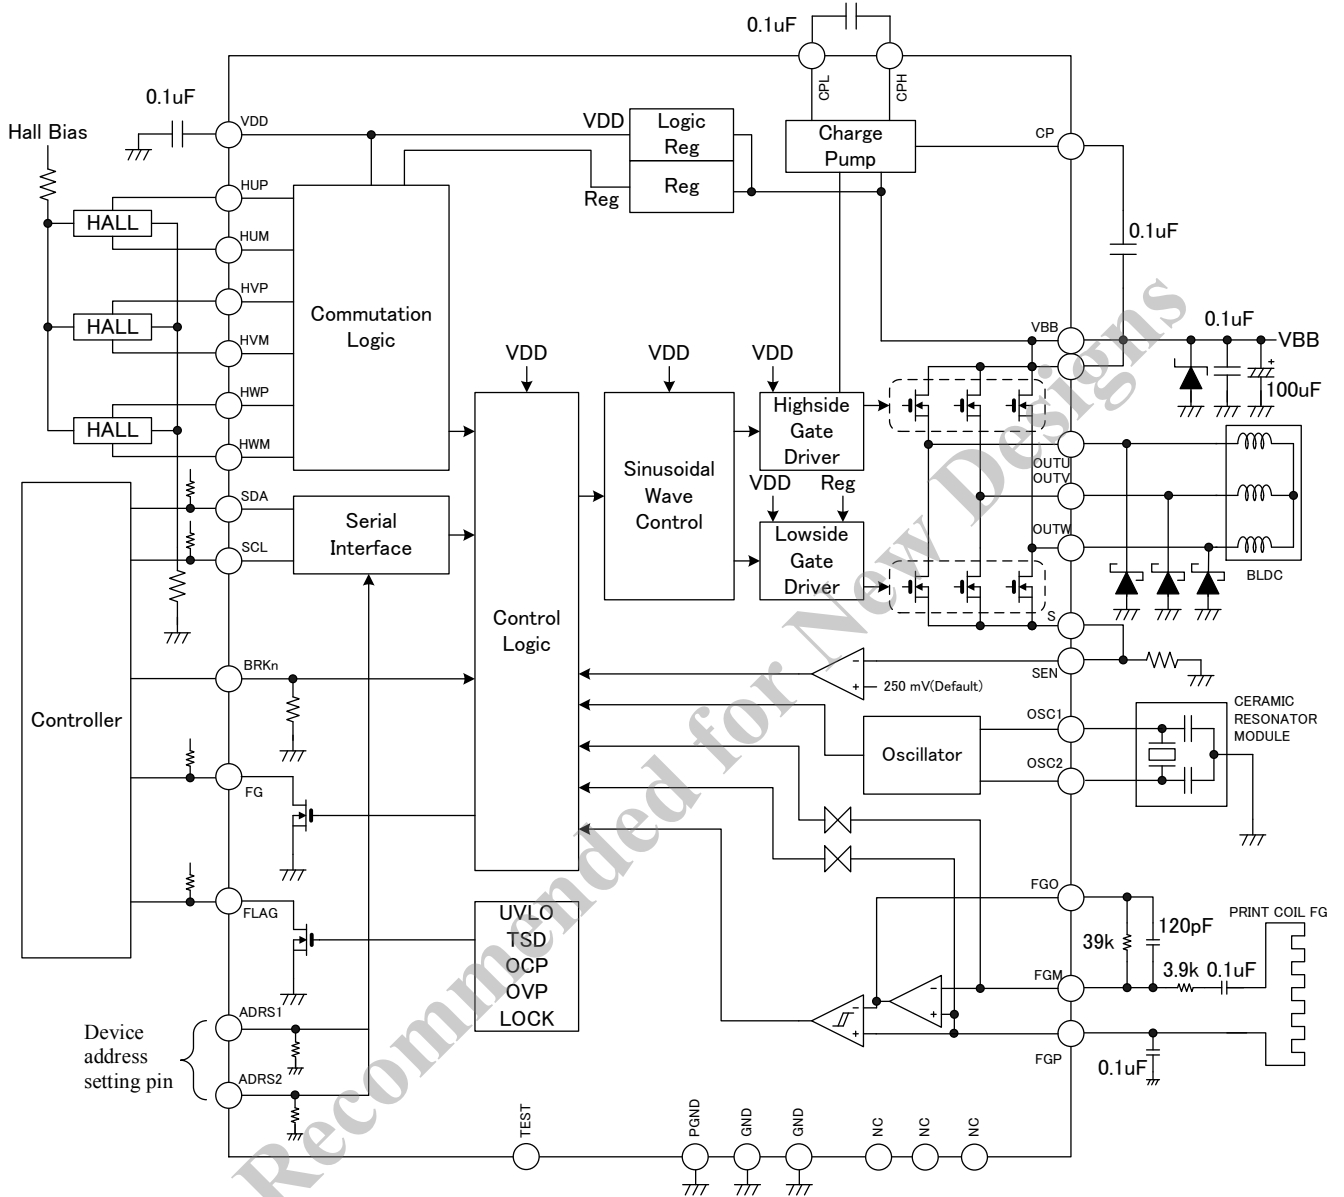 0.1uF
CPL
CPH
0.1uF
VDD
Hall Bias
VDD
Logic
Reg
Charge
Pump
CP
Reg
Reg
HUP
HALL
HUM
0.1uF
HVP
HALL
HVM
Commutation
Logic
HWP
HALL
HWM
VBB
0.1uF
VBB
100uF
VDD
VDD
VDD
Highside
Gate
Driver
OUTU
OUTV
OUTW
BLDC
Sinusoidal
Wave
Control
VDD
Reg
Lowside
Gate
Driver
SDA
SCL
Serial
Interface
Control
Logic
S
SEN
250 mV(Default)
BRKn
Controller
OSC1
OSC2
Oscillator
CERAMIC
RESONATOR
MODULE
FG
FLAG
UVLO
TSD
OCP
OVP
LOCK
FGO
39k
120pF
PRINT COIL FG
FGM
3.9k
0.1uF
FGP
0.1uF
Device
address
setting pin
ADRS1
ADRS2
TEST
PGND
GND
GND
NC
NC
NC
Recommended for New Designs